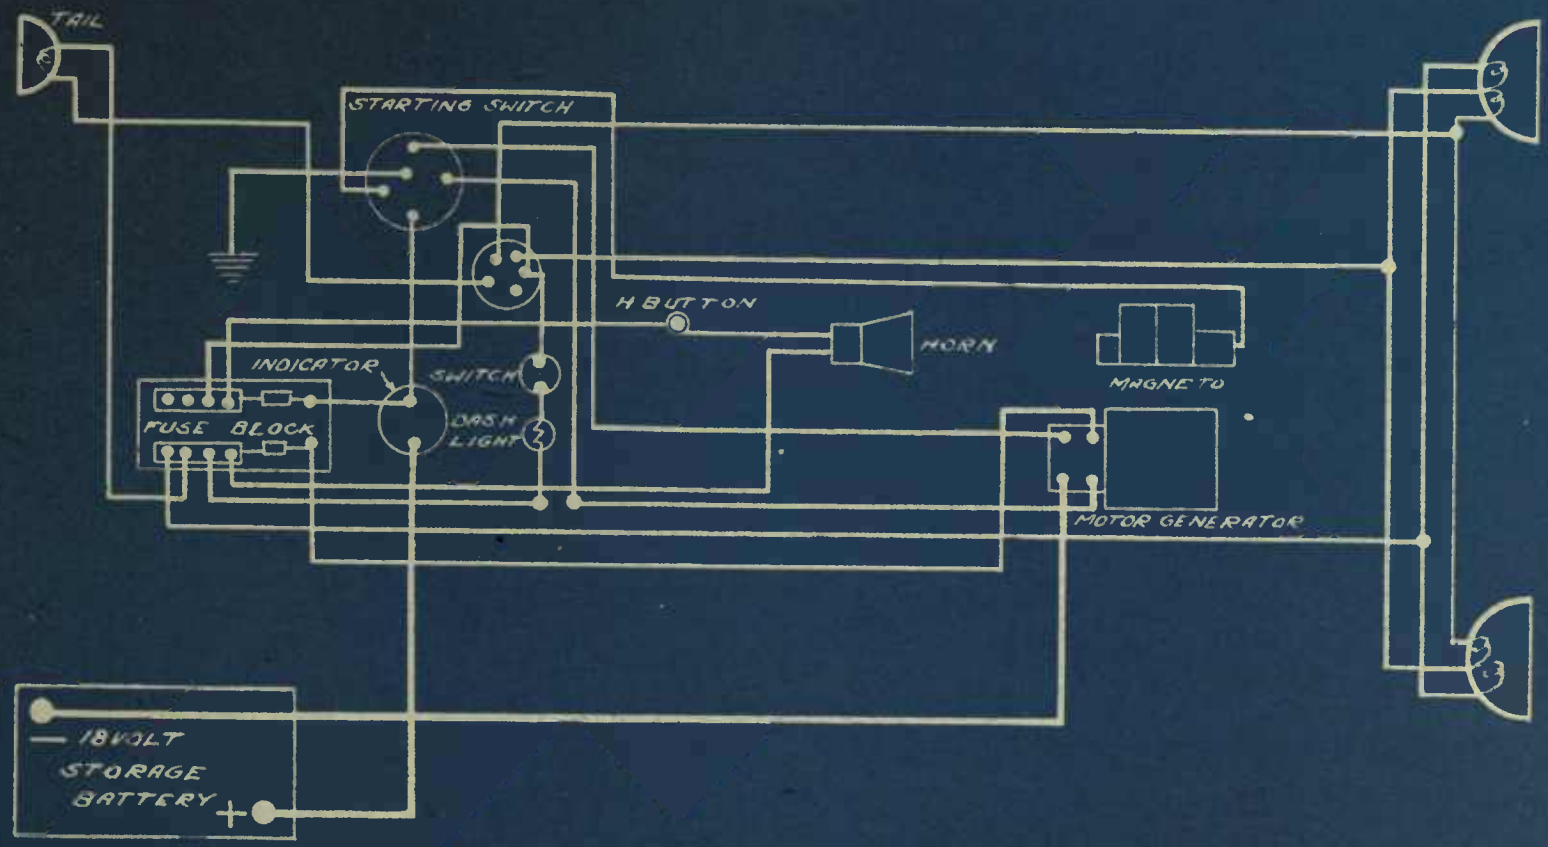 TAIL
STARTING SWITCH
H BUTTON
HORN
INDICATOR
SWITCH
MAGNETO
DASH
LIGHT
FUSE BLOCK
MOTOR GENERATOR
— 18 VOLT
STORAGE
BATTERY +